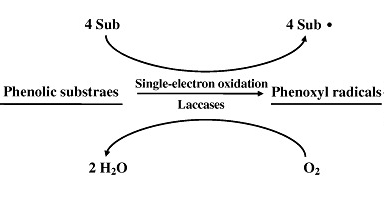 4 Sub 4 Sub •
Single-electron oxidation
Phenolic substraes Phenoxyl radicals
Laccases
2 H₂O O₂